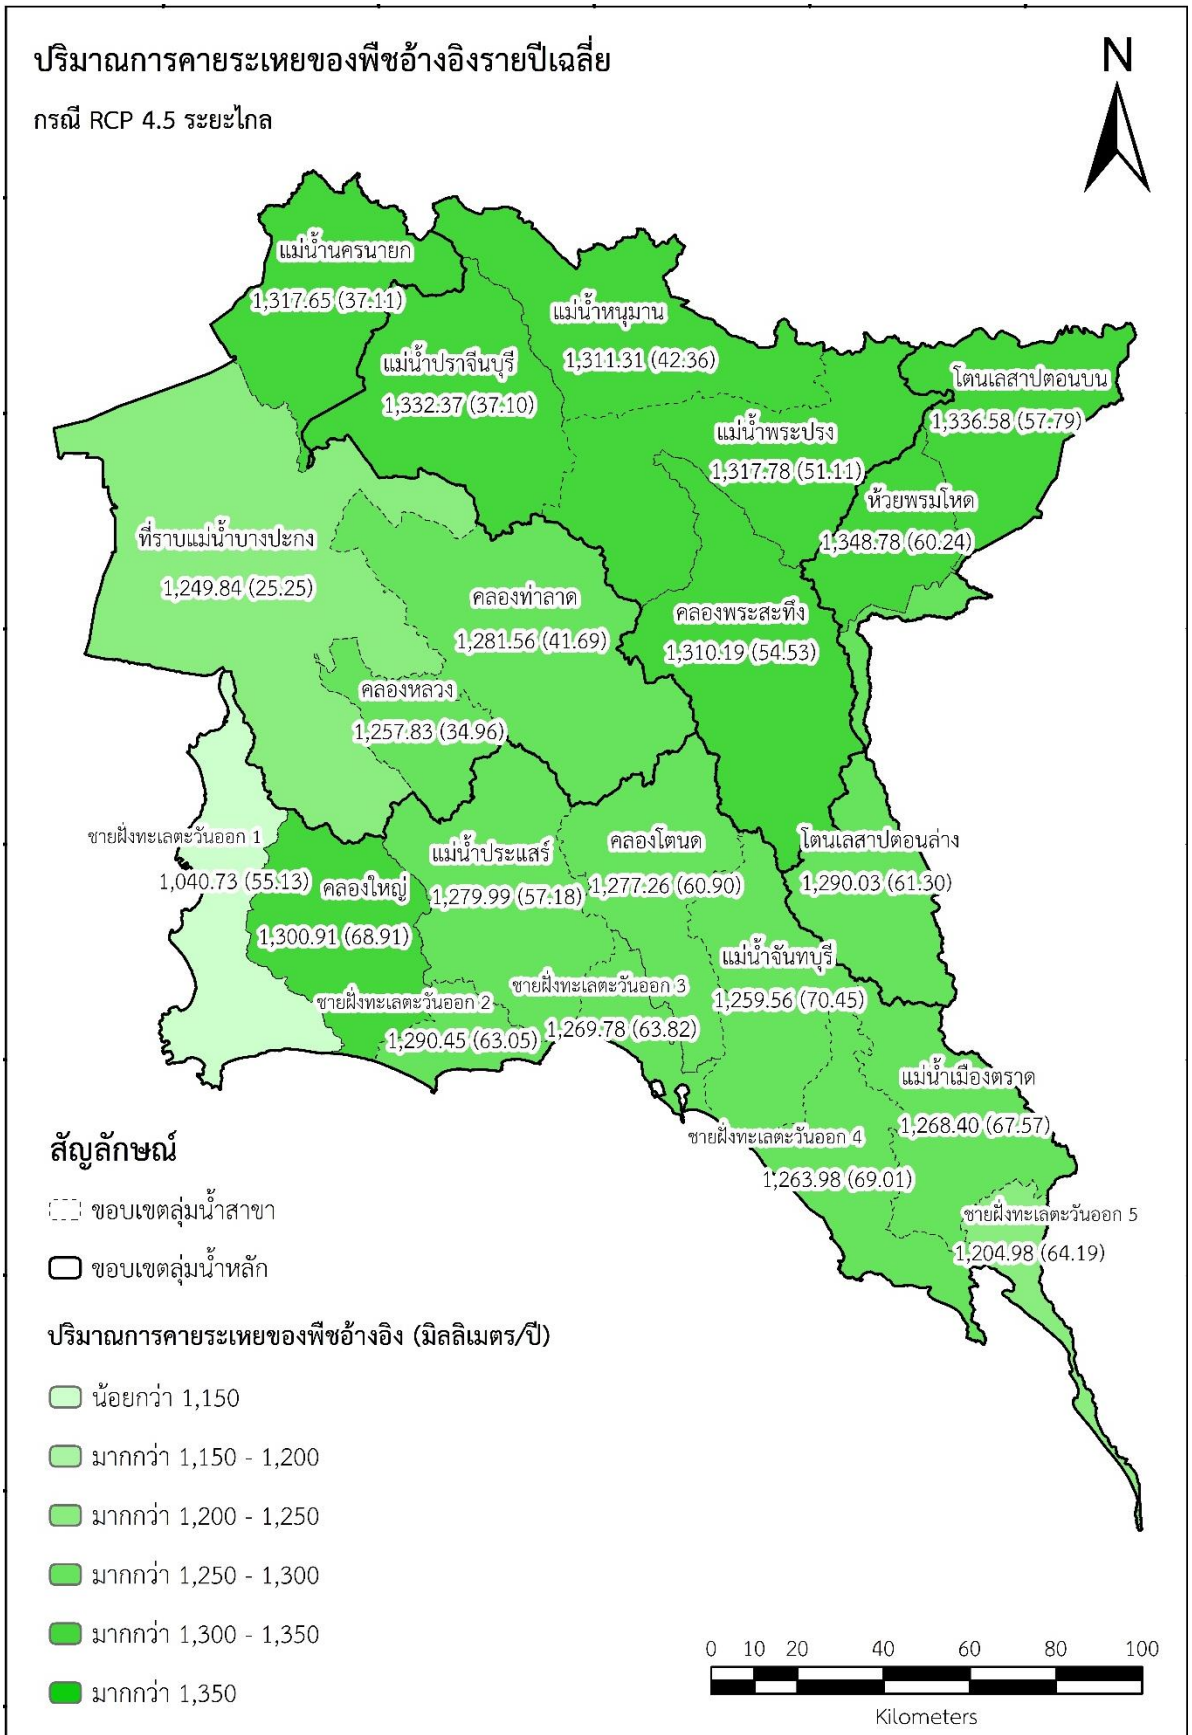 ปริมาณการคายระเหยของพืชอ้างอิงรายปีเฉลี่ย
กรณี RCP 4.5 ระยะไกล
N
แม่น้ำนครนายก
1,317.65 (37.11)
แม่น้ำหนุมาน
1,311.31 (42.36)
แม่น้ำปราจีนบุรี
1,332.37 (37.10)
โตนเลสาปตอนบน
1,336.58 (57.79)
แม่น้ำพระปรง
1,317.78 (51.11)
ห้วยพรมโหด
1,348.78 (60.24)
ที่ราบแม่น้ำบางปะกง
1,249.84 (25.25)
คลองท่าลาด
1,281.56 (41.69)
คลองพระสะทึง
1,310.19 (54.53)
คลองหลวง
1,257.83 (34.96)
ชายฝั่งทะเลตะวันออก 1
1,040.73 (55.13)
คลองใหญ่
1,300.91 (68.91)
แม่น้ำประแสร์
1,279.99 (57.18)
คลองโตนด
1,277.26 (60.90)
โตนเลสาปตอนล่าง
1,290.03 (61.30)
แม่น้ำจันทบุรี
1,259.56 (70.45)
ชายฝั่งทะเลตะวันออก 2
1,290.45 (63.05)
ชายฝั่งทะเลตะวันออก 3
1,269.78 (63.82)
แม่น้ำเมืองตราด
1,268.40 (67.57)
ชายฝั่งทะเลตะวันออก 4
1,263.98 (69.01)
ชายฝั่งทะเลตะวันออก 5
1,204.98 (64.19)
สัญลักษณ์
ขอบเขตลุ่มน้ำสาขา
ขอบเขตลุ่มน้ำหลัก
ปริมาณการคายระเหยของพืชอ้างอิง (มิลลิเมตร/ปี)
น้อยกว่า 1,150
มากกว่า 1,150 - 1,200
มากกว่า 1,200 - 1,250
มากกว่า 1,250 - 1,300
มากกว่า 1,300 - 1,350
มากกว่า 1,350
0 10 20 40 60 80 100
Kilometers